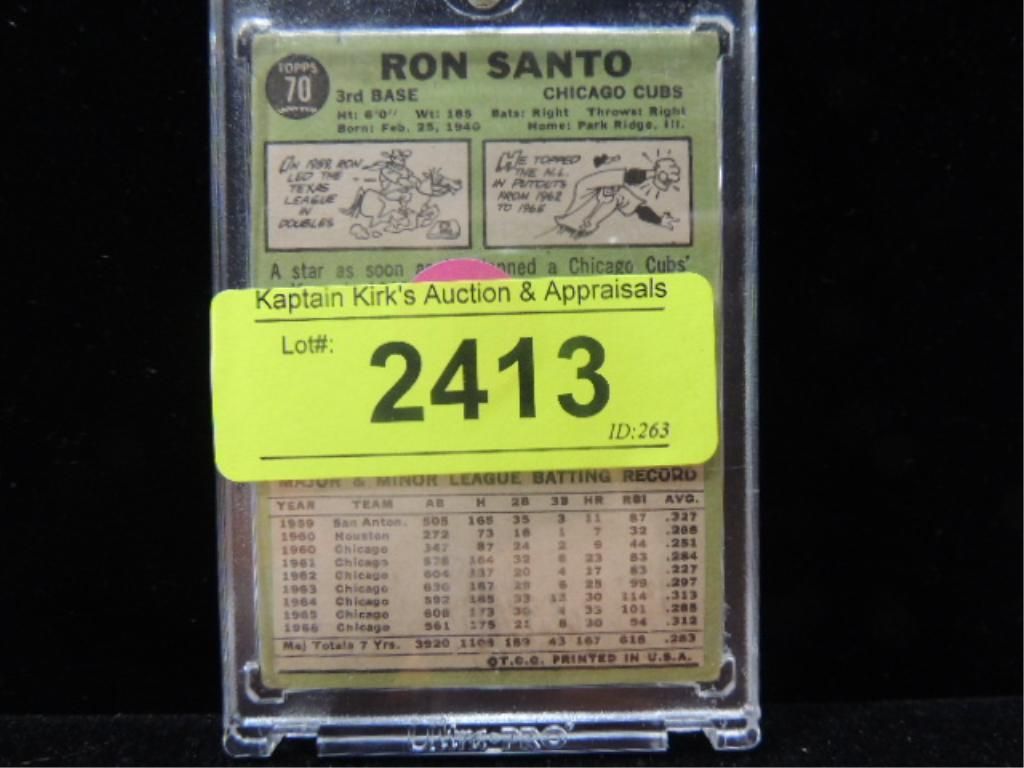 TOPPS
70
RON SANTO
3rd BASE CHICAGO CUBS
Ht: 6'0" Wt: 185 Bats: Right Throws: Right
Born: Feb. 25, 1940 Home: Park Ridge, Ill.
IN 1959, RON
LED THE
TEXAS
LEAGUE
IN
DOUBLES
HE TOPPED
THE N.L.
IN PUTOUTS
FROM 1962
TO 1966
A star as soon a Chicago Cubs'
Kaptain Kirk's Auction & Appraisals
Lot#: 2413
ID:263
MAJOR & MINOR LEAGUE BATTING RECORD
YEAR TEAM AB H 2B 3B HR RBI AVG.
1959 San Anton. 505 165 35 3 11 87 .327
1960 Houston 272 73 16 1 7 32 .268
1960 Chicago 347 87 24 2 9 44 .251
1961 Chicago 578 164 32 6 23 83 .284
1962 Chicago 604 137 20 4 17 83 .227
1963 Chicago 630 187 29 6 25 99 .297
1964 Chicago 592 185 33 13 30 114 .313
1965 Chicago 608 173 30 4 33 101 .285
1966 Chicago 561 175 21 8 30 94 .312
Maj Totals 7 Yrs. 3920 1108 189 43 167 618 .283
©T.C.G. PRINTED IN U.S.A.
Ultra·PRO